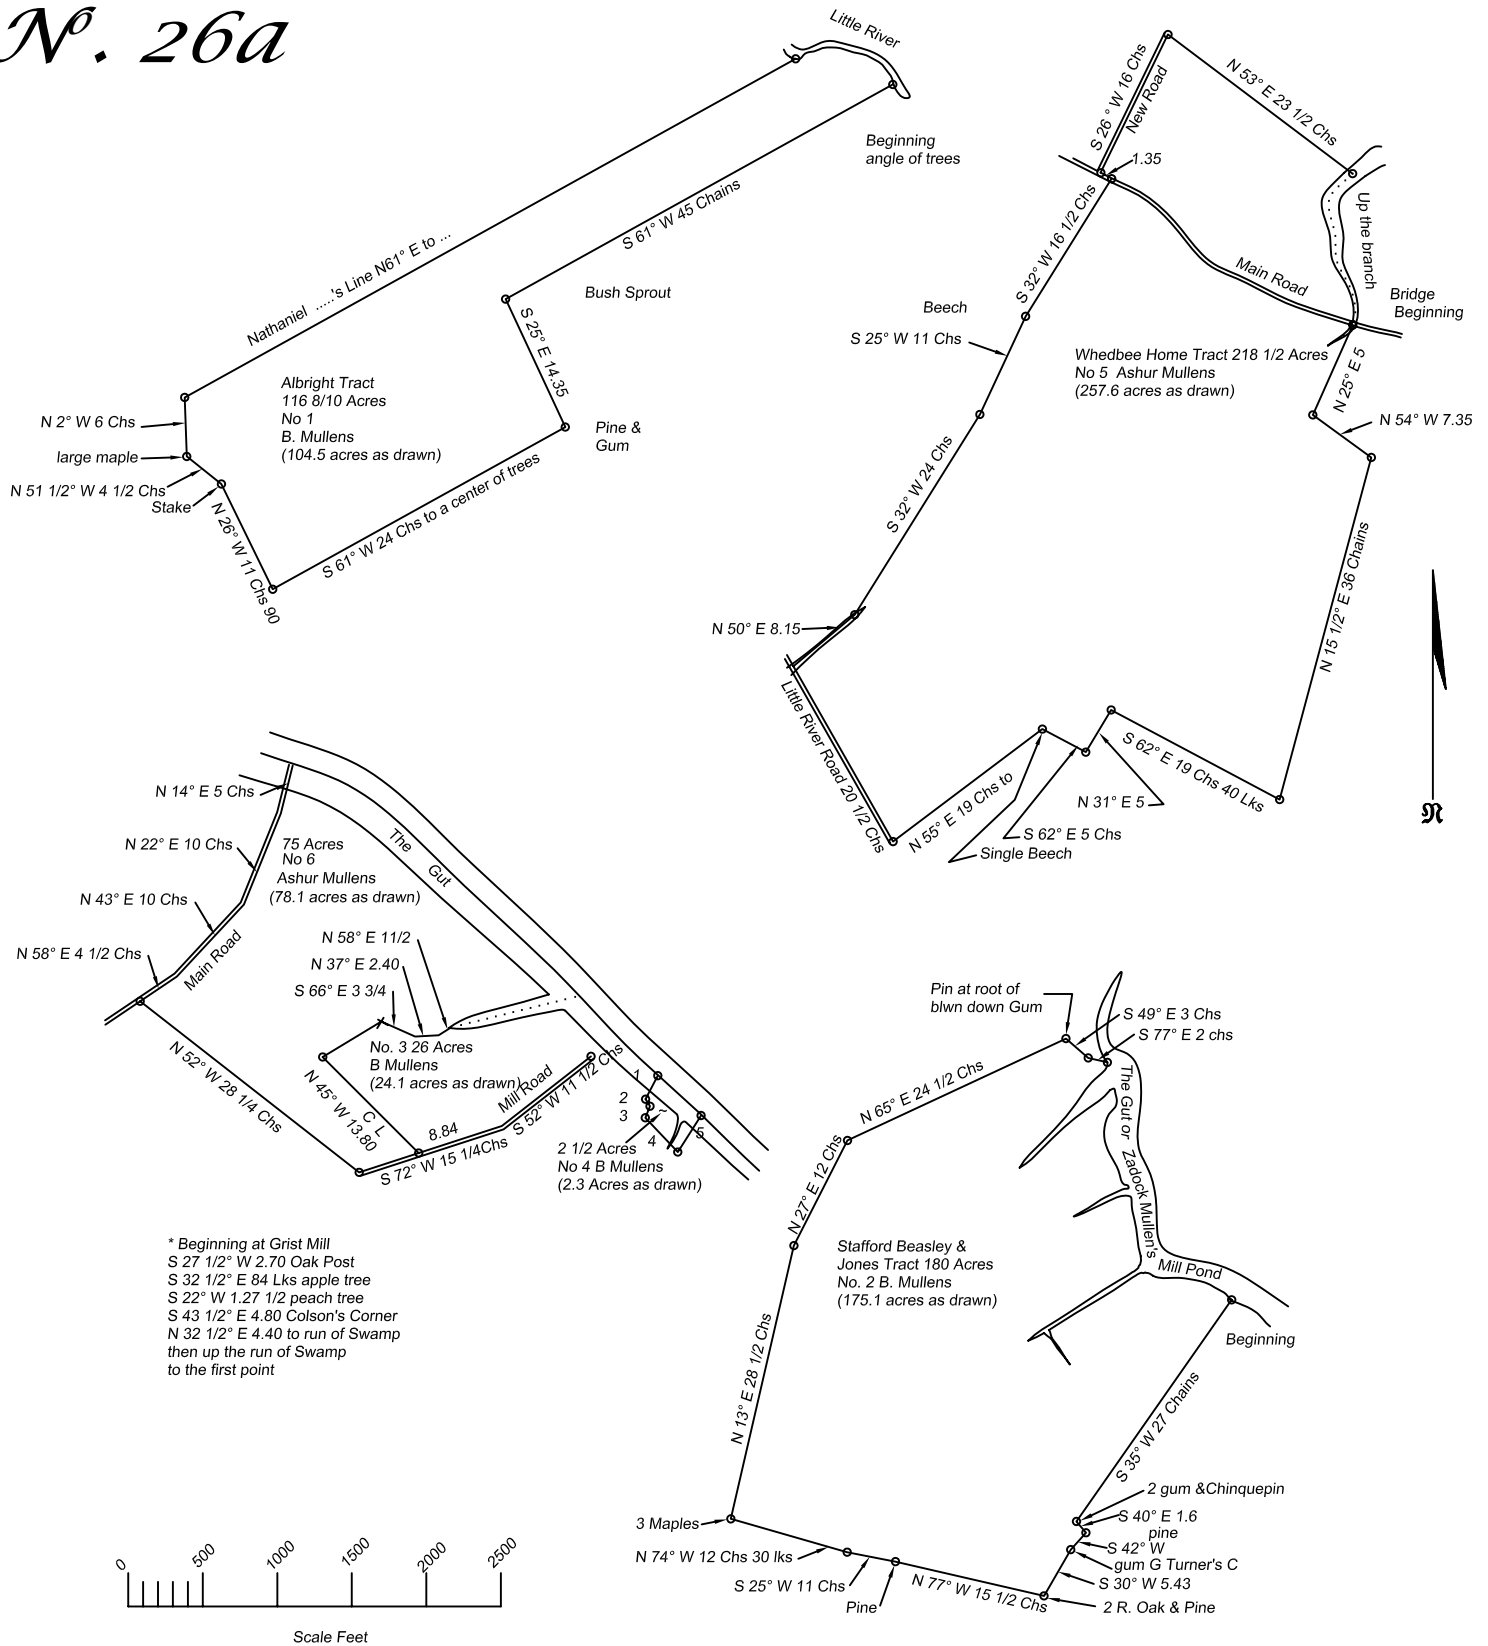 No. 26a
Little River
Beginning
angle of trees
S 61° W 45 Chains
Nathaniel .....'s Line N61° E to ...
Bush Sprout
S 25° E 14.35
Albright Tract
116 8/10 Acres
No 1
B. Mullens
(104.5 acres as drawn)
Pine &
Gum
N 2° W 6 Chs
large maple
N 51 1/2° W 4 1/2 Chs
Stake
N 26° W 11 Chs 90
S 61° W 24 Chs to a center of trees
S 26 ° W 16 Chs
New Road
N 53° E 23 1/2 Chs
1.35
S 32° W 16 1/2 Chs
Up the branch
Main Road
Bridge
Beginning
Beech
S 25° W 11 Chs
Whedbee Home Tract 218 1/2 Acres
No 5 Ashur Mullens
(257.6 acres as drawn)
N 25° E 5
N 54° W 7.35
S 32° W 24 Chs
N 15 1/2° E 36 Chains
N 50° E 8.15
Little River Road 20 1/2 Chs
N 55° E 19 Chs to
S 62° E 19 Chs 40 Lks
N 31° E 5
S 62° E 5 Chs
Single Beech
N
N 14° E 5 Chs
N 22° E 10 Chs
N 43° E 10 Chs
N 58° E 4 1/2 Chs
Main Road
75 Acres
No 6
Ashur Mullens
(78.1 acres as drawn)
The Gut
N 58° E 11/2
N 37° E 2.40
S 66° E 3 3/4
No. 3 26 Acres
B Mullens
(24.1 acres as drawn)
N 52° W 28 1/4 Chs
N 45° W 13.80
C L
8.84
S 72° W 15 1/4Chs
Mill Road
S 52° W 11 1/2 Chs
1
2
3
4
5
~
2 1/2 Acres
No 4 B Mullens
(2.3 Acres as drawn)
* Beginning at Grist Mill
S 27 1/2° W 2.70 Oak Post
S 32 1/2° E 84 Lks apple tree
S 22° W 1.27 1/2 peach tree
S 43 1/2° E 4.80 Colson's Corner
N 32 1/2° E 4.40 to run of Swamp
then up the run of Swamp
to the first point
Pin at root of
blwn down Gum
S 49° E 3 Chs
S 77° E 2 chs
N 65° E 24 1/2 Chs
The Gut or Zadock Mullen's Mill Pond
N 27° E 12 Chs
Stafford Beasley &
Jones Tract 180 Acres
No. 2 B. Mullens
(175.1 acres as drawn)
Beginning
N 13° E 28 1/2 Chs
S 35° W 27 Chains
2 gum &Chinquepin
S 40° E 1.6
pine
S 42° W
gum G Turner's C
S 30° W 5.43
2 R. Oak & Pine
3 Maples
N 74° W 12 Chs 30 lks
S 25° W 11 Chs
Pine
N 77° W 15 1/2 Chs
0 500 1000 1500 2000 2500
Scale Feet